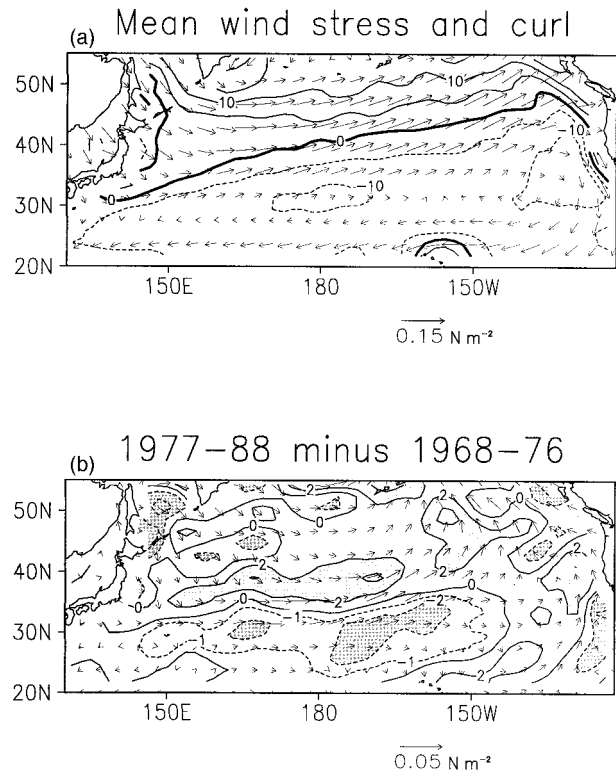 Mean wind stress and curl
(a)
50N
40N
30N
20N
10
10
0
0
-10
-10
150E 180 150W
0.15 N m⁻²
1977-88 minus 1968-76
(b)
50N
40N
30N
20N
2
0
0
2
0
2
2
0
0
2
2
0
-1
-1
2
150E 180 150W
0.05 N m⁻²